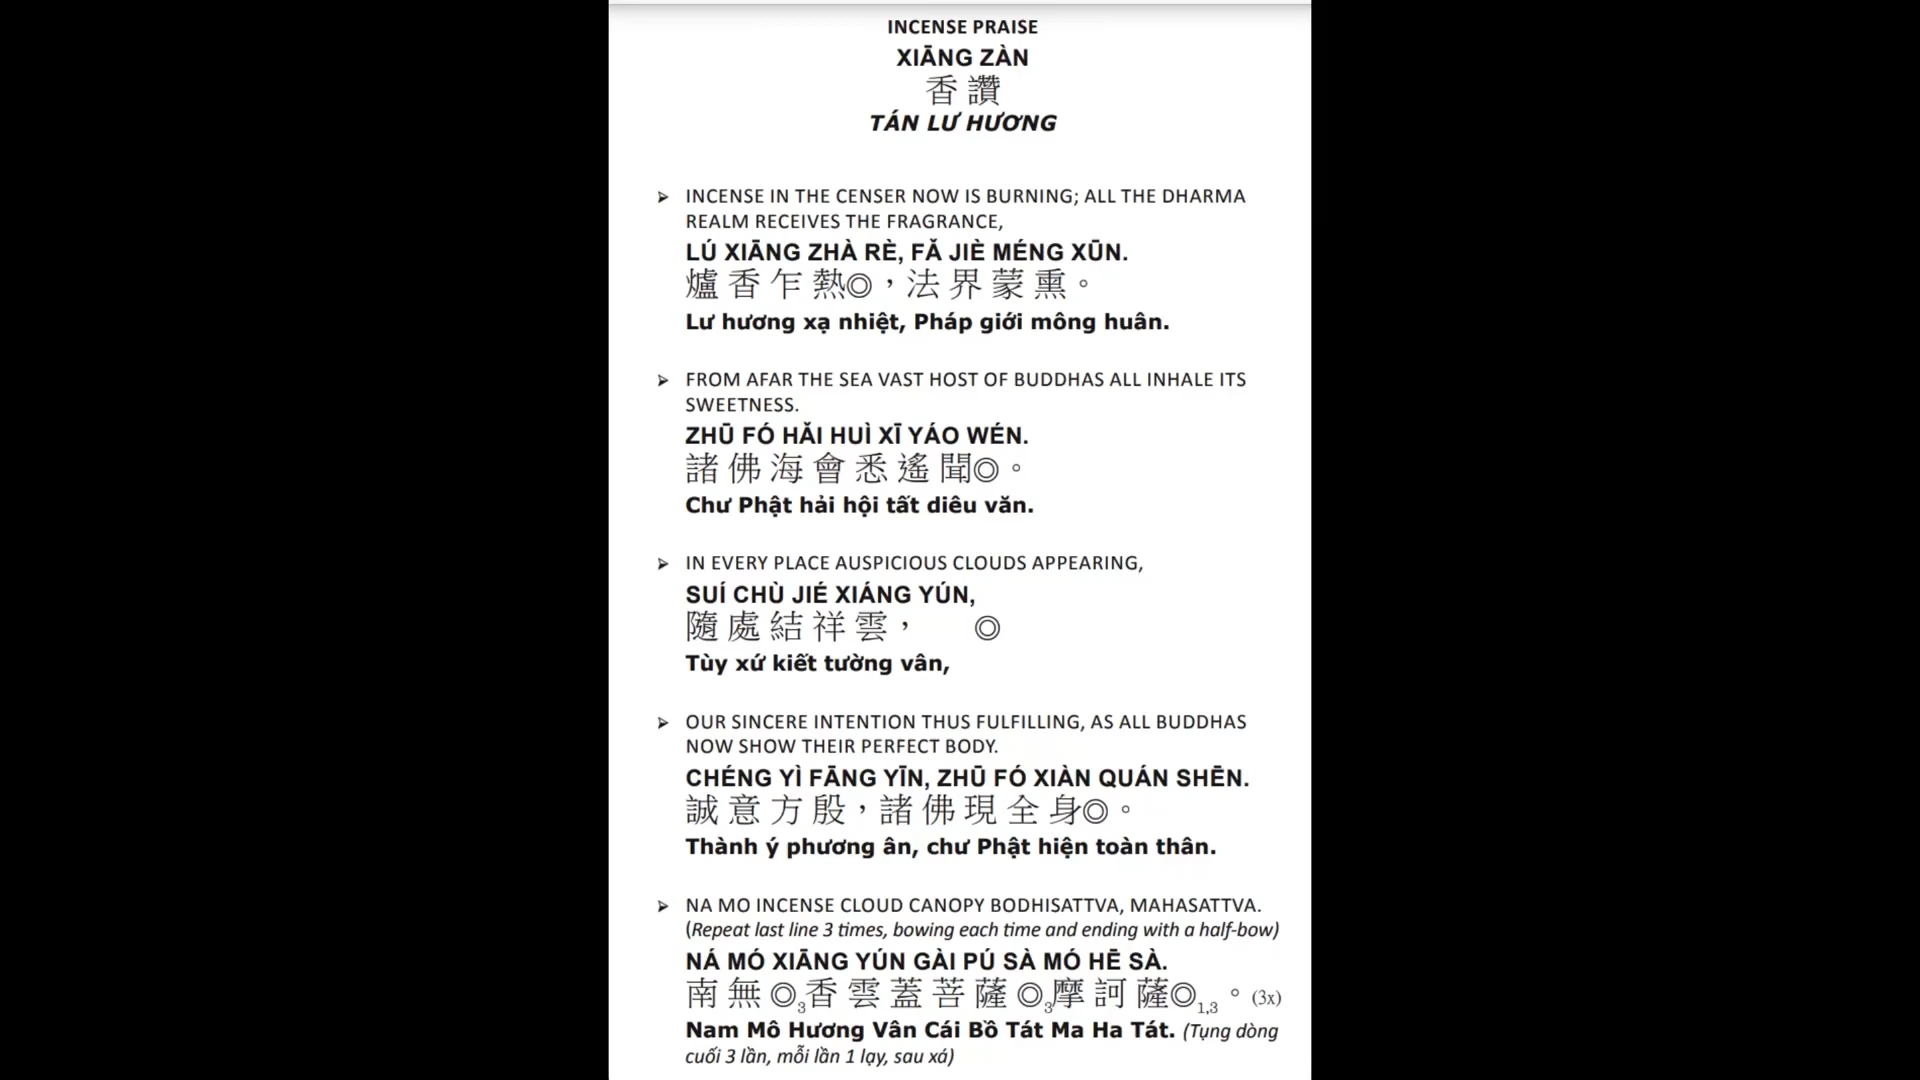 INCENSE PRAISE
XIĀNG ZÀN
香讚
TÁN LƯ HƯƠNG
➢ INCENSE IN THE CENSER NOW IS BURNING; ALL THE DHARMA
REALM RECEIVES THE FRAGRANCE,
LÚ XIĀNG ZHÀ RÈ, FǍ JIÈ MÉNG XŪN.
爐香乍熱◎，法界蒙熏。
Lư hương xạ nhiệt, Pháp giới mông huân.
➢ FROM AFAR THE SEA VAST HOST OF BUDDHAS ALL INHALE ITS
SWEETNESS.
ZHŪ FÓ HǍI HUÌ XĪ YÁO WÉN.
諸佛海會悉遙聞◎。
Chư Phật hải hội tất diêu văn.
➢ IN EVERY PLACE AUSPICIOUS CLOUDS APPEARING,
SUÍ CHÙ JIÉ XIÁNG YÚN,
隨處結祥雲， ◎
Tùy xứ kiết tường vân,
➢ OUR SINCERE INTENTION THUS FULFILLING, AS ALL BUDDHAS
NOW SHOW THEIR PERFECT BODY.
CHÉNG YÌ FĀNG YĪN, ZHŪ FÓ XIÀN QUÁN SHĒN.
誠意方殷，諸佛現全身◎。
Thành ý phương ân, chư Phật hiện toàn thân.
➢ NA MO INCENSE CLOUD CANOPY BODHISATTVA, MAHASATTVA.
(Repeat last line 3 times, bowing each time and ending with a half-bow)
NÁ MÓ XIĀNG YÚN GÀI PÚ SÀ MÓ HĒ SÀ.
南無◎3香雲蓋菩薩◎3摩訶薩◎1,3。(3x)
Nam Mô Hương Vân Cái Bồ Tát Ma Ha Tát. (Tụng dòng
cuối 3 lần, mỗi lần 1 lạy, sau xá)